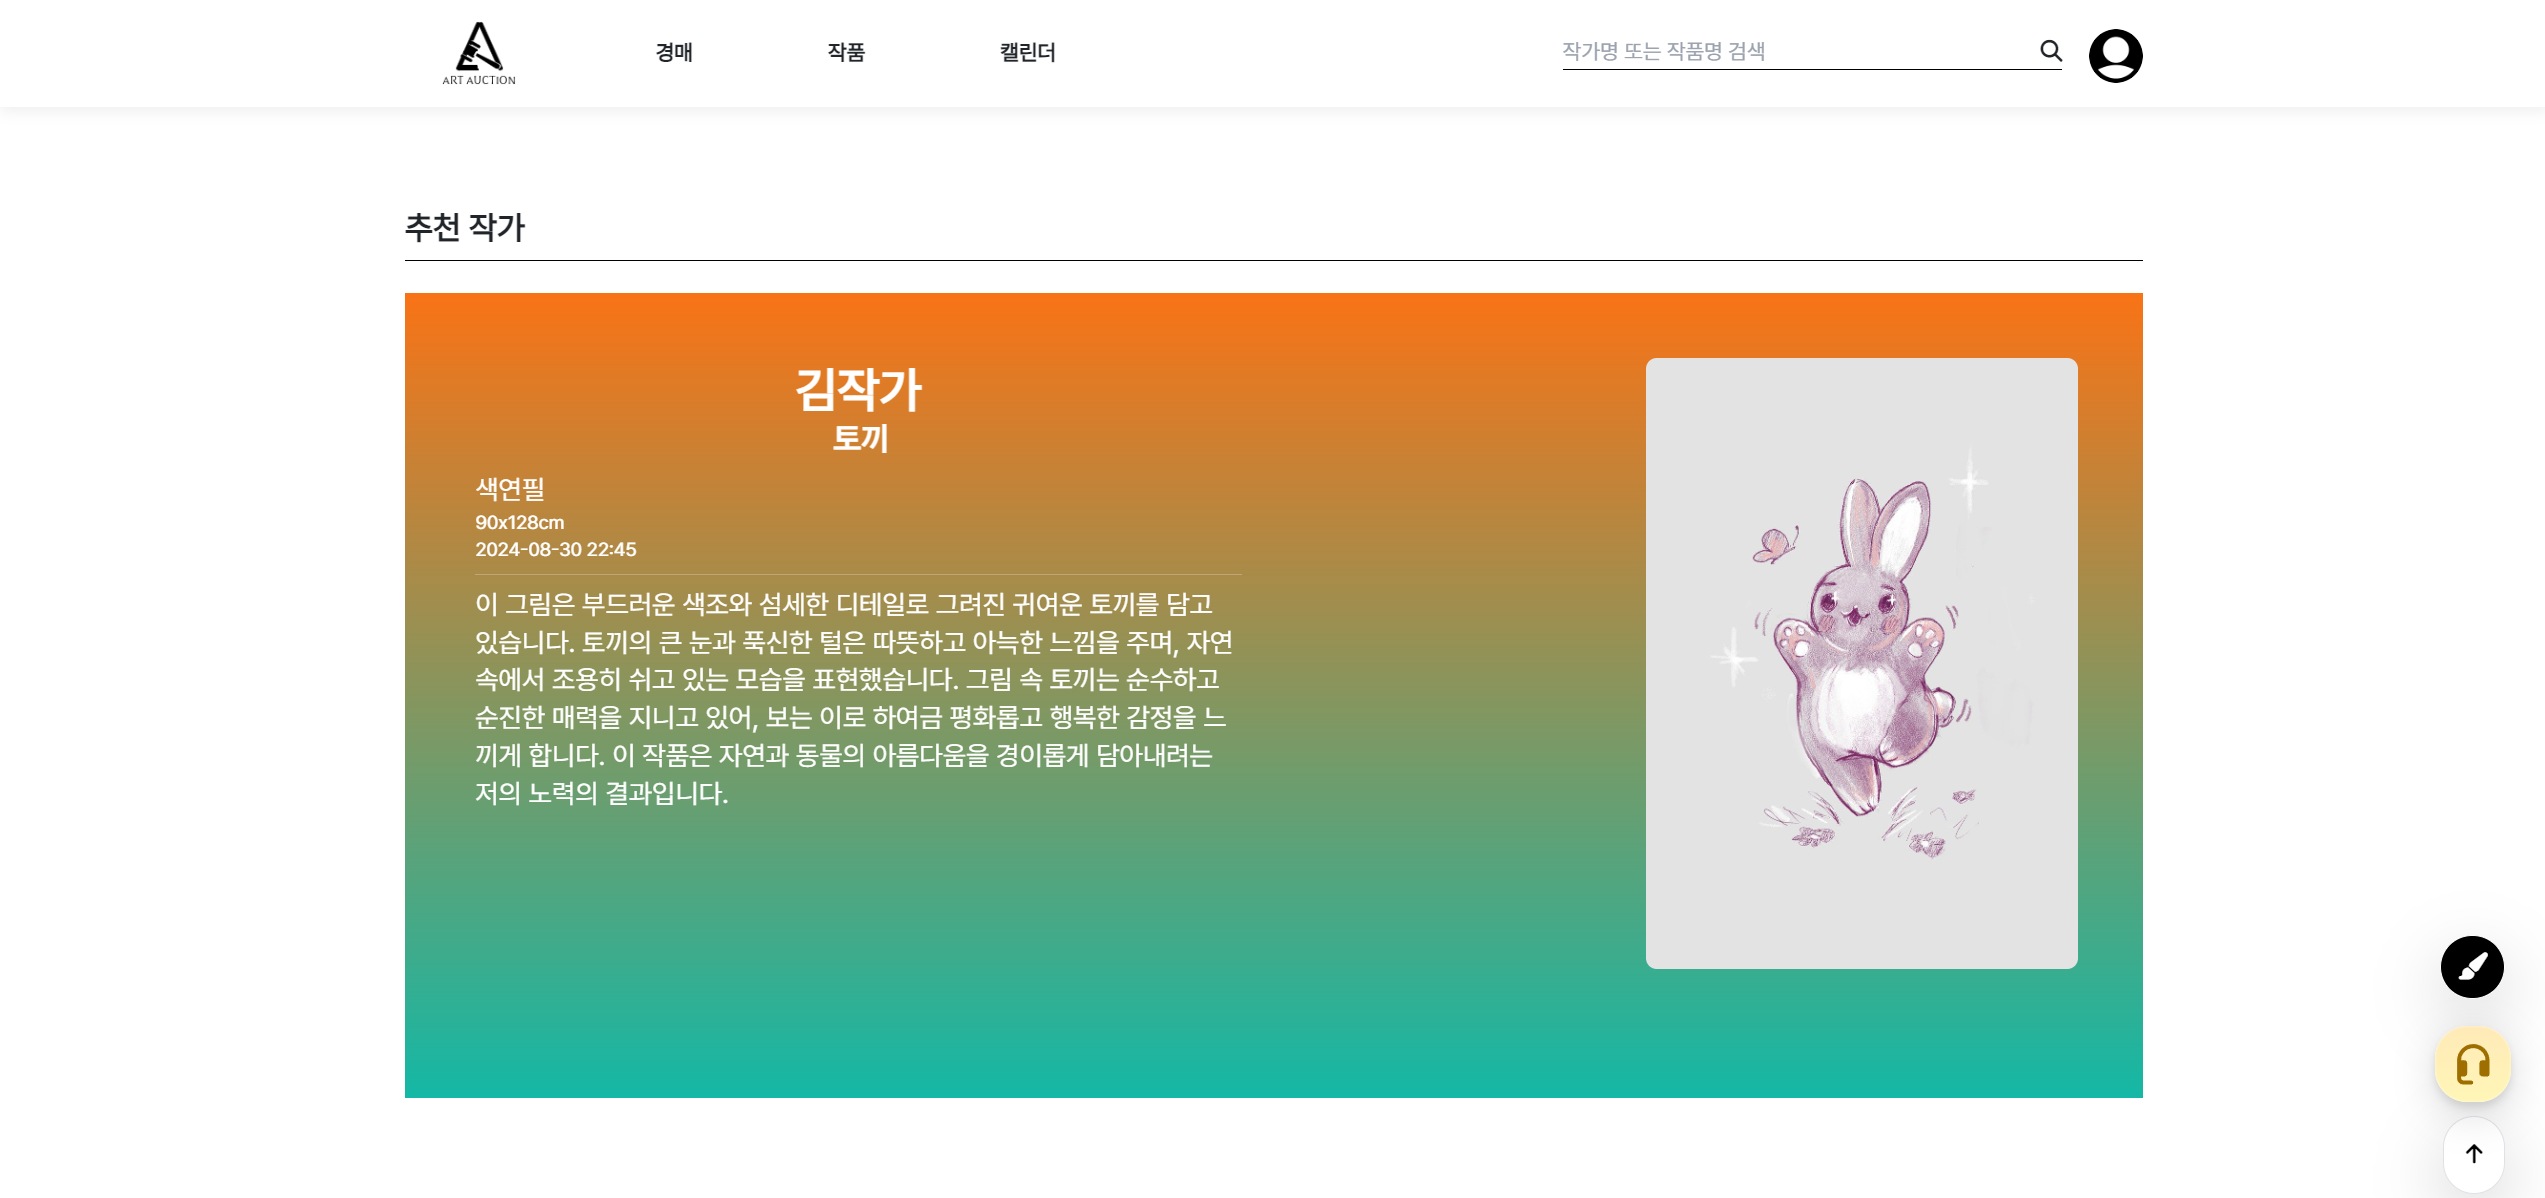 ART AUCTION
경매
작품
캘린더
작가명 또는 작품명 검색
추천 작가
김작가
토끼
색연필
90x128cm
2024-08-30 22:45
이 그림은 부드러운 색조와 섬세한 디테일로 그려진 귀여운 토끼를 담고
있습니다. 토끼의 큰 눈과 푹신한 털은 따뜻하고 아늑한 느낌을 주며, 자연
속에서 조용히 쉬고 있는 모습을 표현했습니다. 그림 속 토끼는 순수하고
순진한 매력을 지니고 있어, 보는 이로 하여금 평화롭고 행복한 감정을 느
끼게 합니다. 이 작품은 자연과 동물의 아름다움을 경이롭게 담아내려는
저의 노력의 결과입니다.